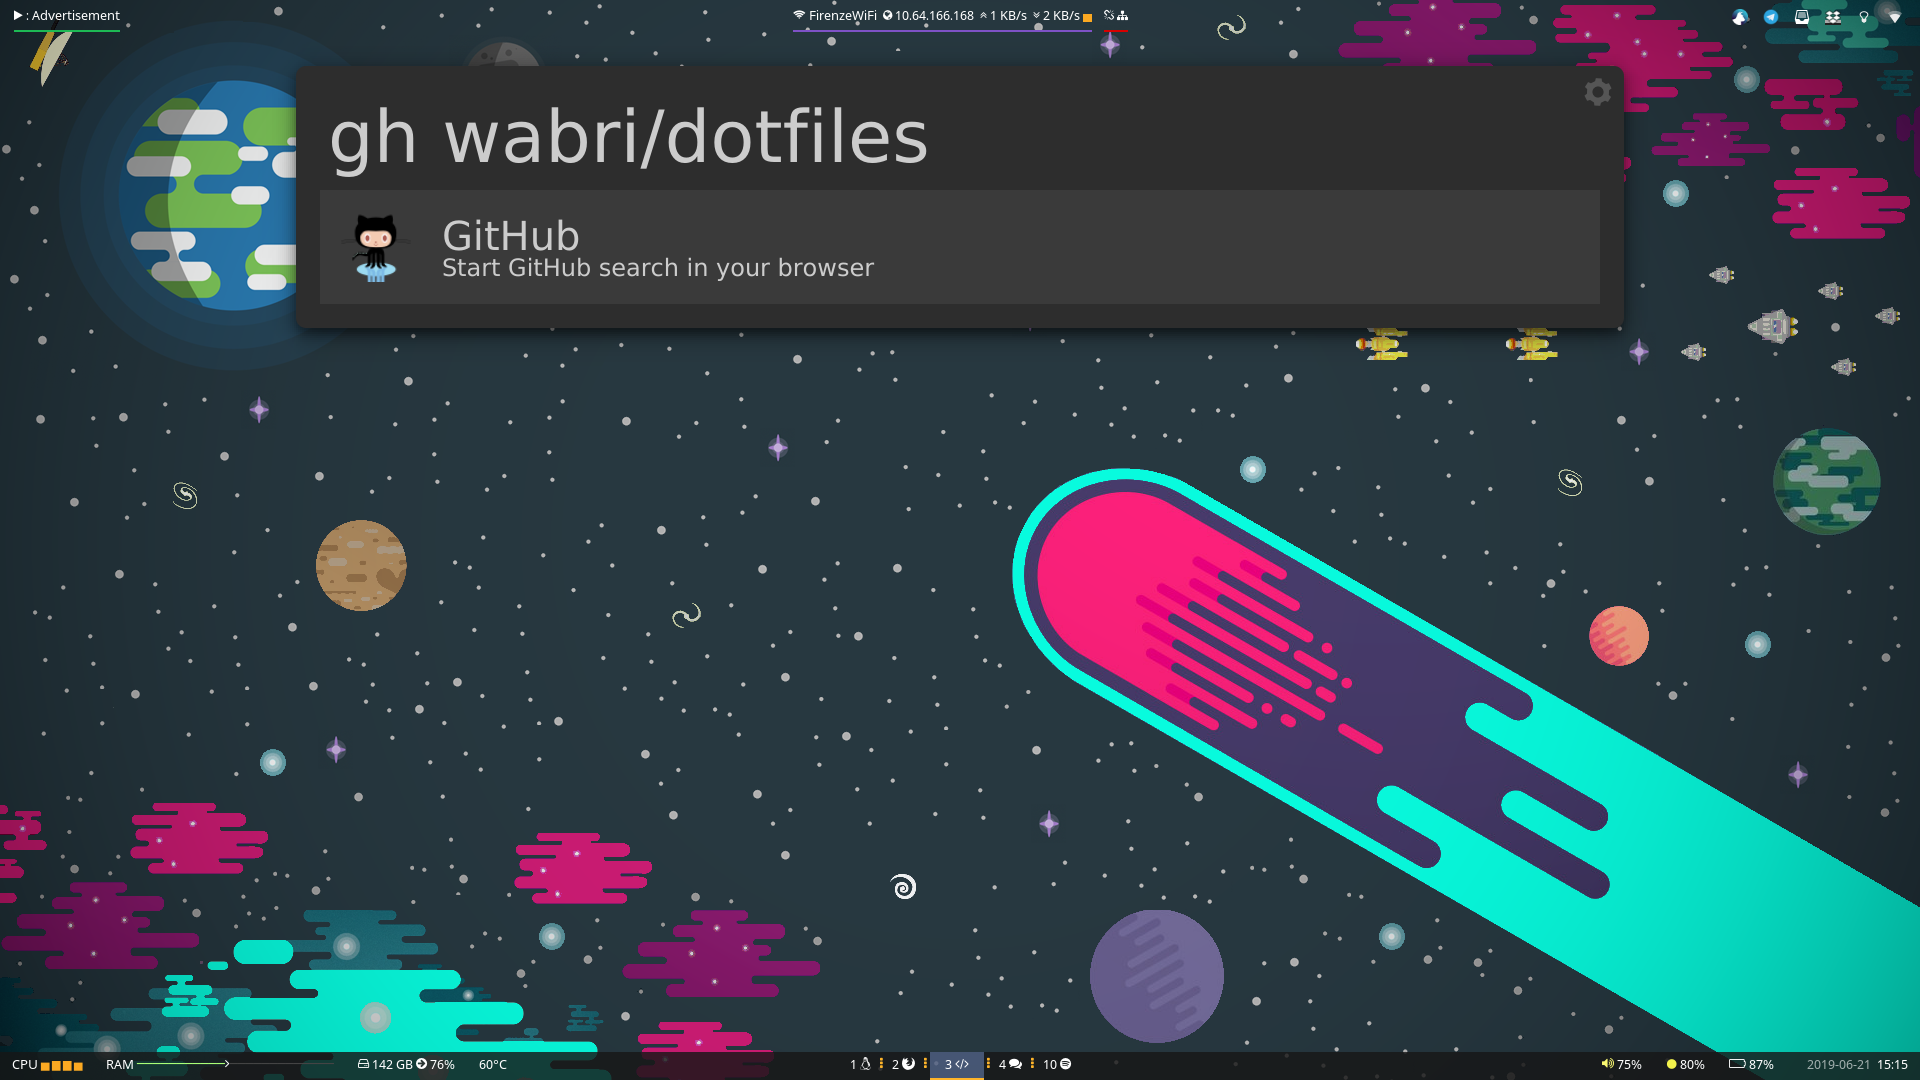 : Advertisement
FirenzeWiFi 10.64.166.168 1 KB/s 2 KB/s
gh wabri/dotfiles
GitHub
Start GitHub search in your browser
CPU RAM 142 GB 76% 60°C
1 2 3 </> 4 10
75% 80% 87% 2019-06-21 15:15